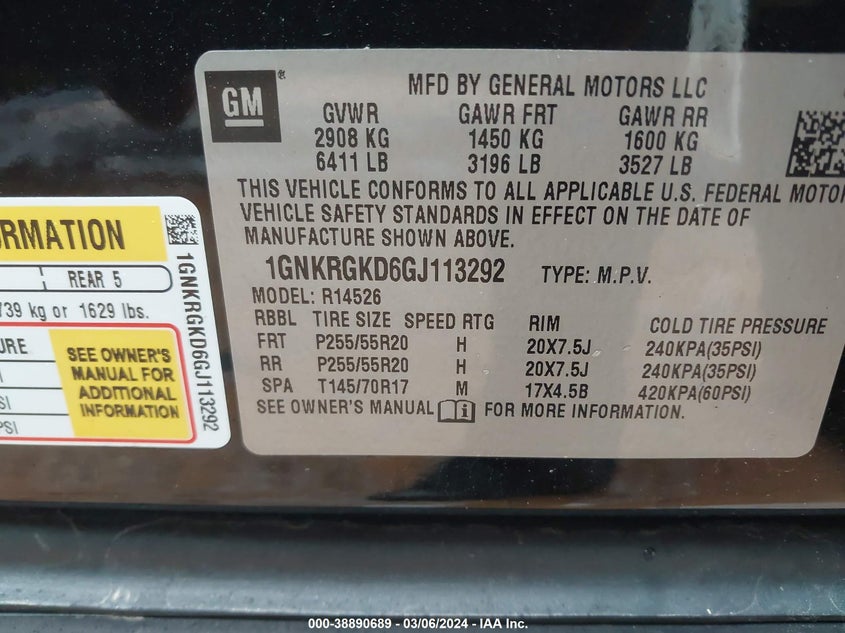 GM
MFD BY GENERAL MOTORS LLC
GVWR GAWR FRT GAWR RR
2908 KG 1450 KG 1600 KG
6411 LB 3196 LB 3527 LB
THIS VEHICLE CONFORMS TO ALL APPLICABLE U.S. FEDERAL MOTOR
VEHICLE SAFETY STANDARDS IN EFFECT ON THE DATE OF
MANUFACTURE SHOWN ABOVE.
1GNKRGKD6GJ113292 TYPE: M.P.V.
MODEL: R14526
RBBL TIRE SIZE SPEED RTG RIM COLD TIRE PRESSURE
FRT P255/55R20 H 20X7.5J 240KPA(35PSI)
RR P255/55R20 H 20X7.5J 240KPA(35PSI)
SPA T145/70R17 M 17X4.5B 420KPA(60PSI)
SEE OWNER'S MANUAL FOR MORE INFORMATION.
ORMATION
REAR 5
739 kg or 1629 lbs.
URE
SEE OWNER'S
MANUAL FOR
ADDITIONAL
INFORMATION
SI
PSI
1GNKRGKD6GJ113292
000-38890689 - 03/06/2024 - IAA Inc.